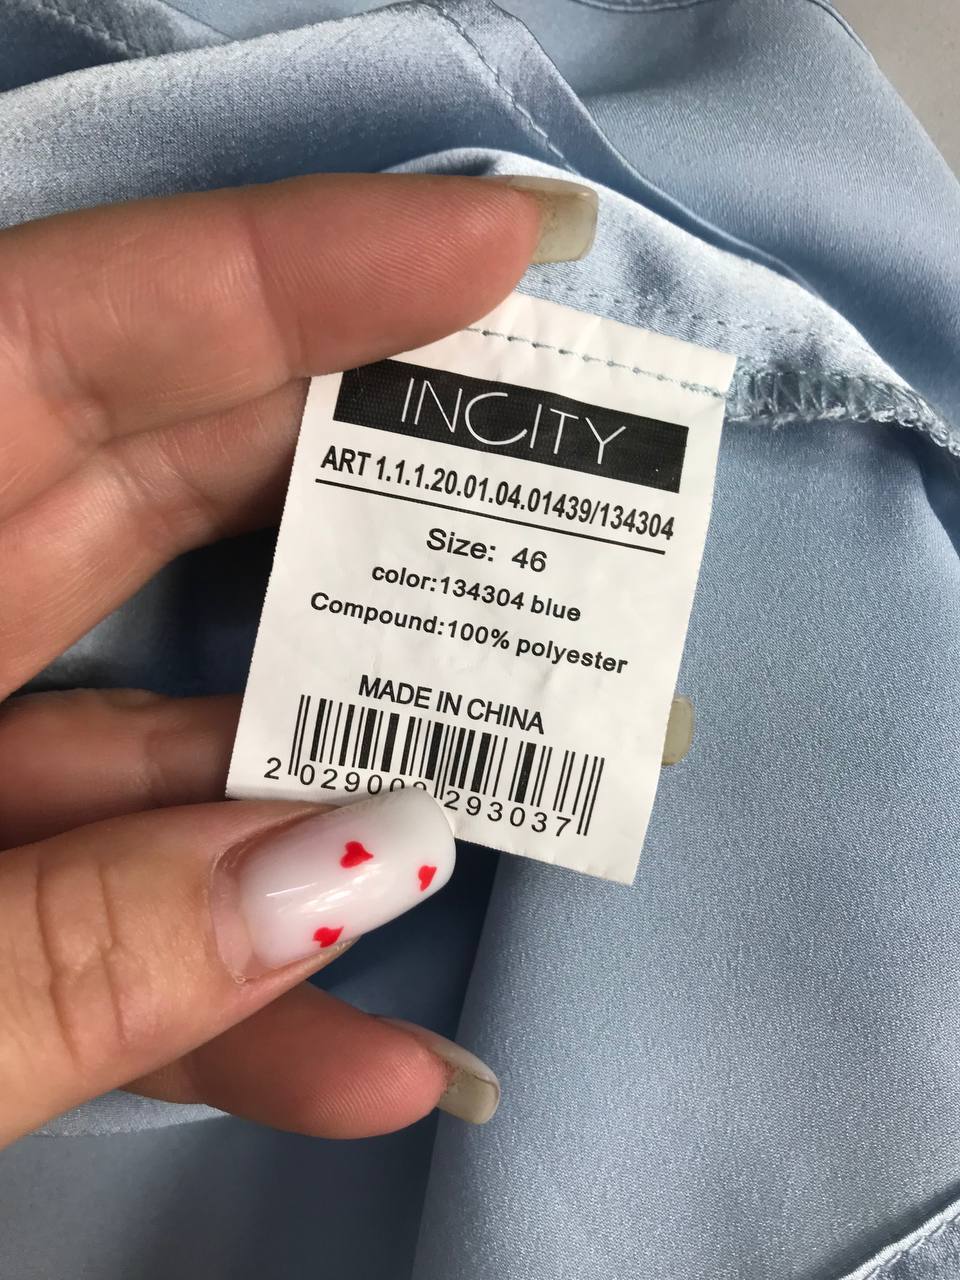 INCITY
ART 1.1.1.20.01.04.01439/134304
Size: 46
color:134304 blue
Compound:100% polyester
MADE IN CHINA
293037